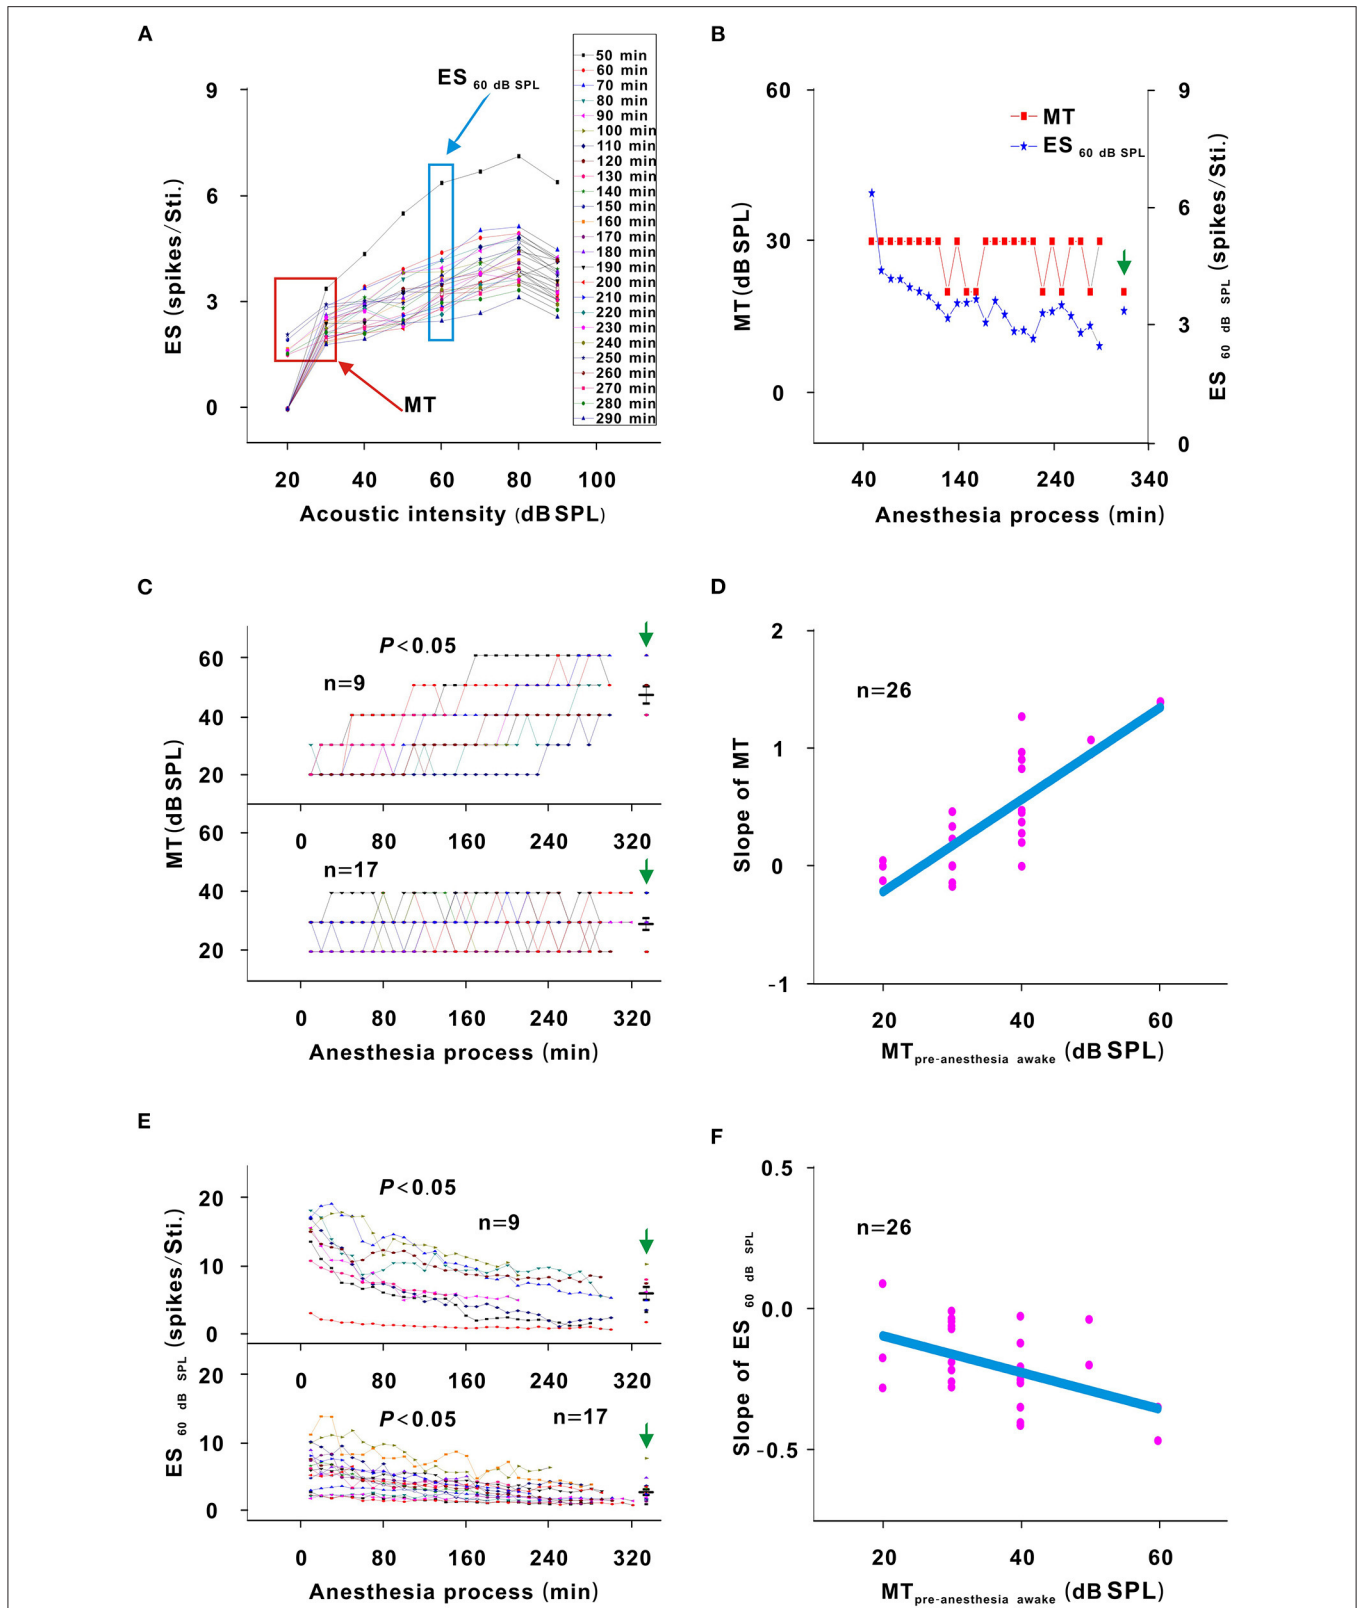 A
ES 60 dB SPL
ES (spikes/Sti.)
9
6
3
0
MT
20 40 60 80 100
Acoustic intensity (dB SPL)
50 min
60 min
70 min
80 min
90 min
100 min
110 min
120 min
130 min
140 min
150 min
160 min
170 min
180 min
190 min
200 min
210 min
220 min
230 min
240 min
250 min
260 min
270 min
280 min
290 min
B
MT (dB SPL)
60
30
0
MT
ES 60 dB SPL
9
6
3
0
ES 60 dB SPL (spikes/Sti.)
40 140 240 340
Anesthesia process (min)
C
MT (dB SPL)
P<0.05
n=9
60
40
20
0 80 160 240 320
n=17
60
40
20
0 80 160 240 320
Anesthesia process (min)
D
Slope of MT
n=26
2
1
0
-1
20 40 60
MT pre-anesthesia awake (dB SPL)
E
ES 60 dB SPL (spikes/Sti.)
P<0.05
n=9
20
10
0
0 80 160 240 320
P<0.05
n=17
20
10
0
0 80 160 240 320
Anesthesia process (min)
F
Slope of ES 60 dB SPL
n=26
0.5
0.0
-0.5
20 40 60
MT pre-anesthesia awake (dB SPL)